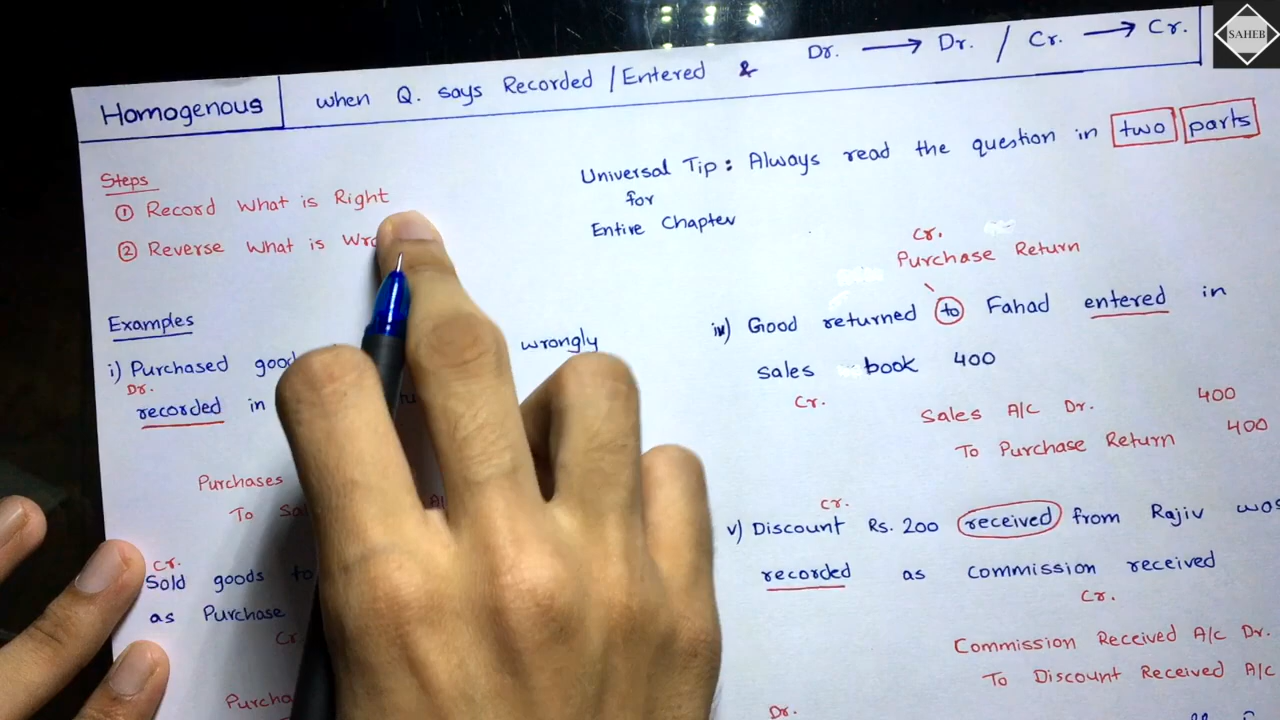 SAHEB
Homogenous
when Q. says Recorded / Entered & Dr. → Dr. / Cr. → Cr.
Steps
① Record What is Right
② Reverse What is
Universal Tip : Always read the question in two parts
for
Entire Chapter
Examples
i) Purchased wrongly
Dr.
recorded in
Purchases
To
Cr.
Sold goods to
as Purchase
Cr.
Cr.
Purchase Return
iv) Good returned to Fahad entered in
sales book 400
Cr.
Sales A/c Dr. 400
To Purchase Return 400
Cr.
v) Discount Rs. 200 received from Rajiv was
recorded as Commission received
Cr.
Commission Received A/c Dr.
To Discount Received A/c
Dr.